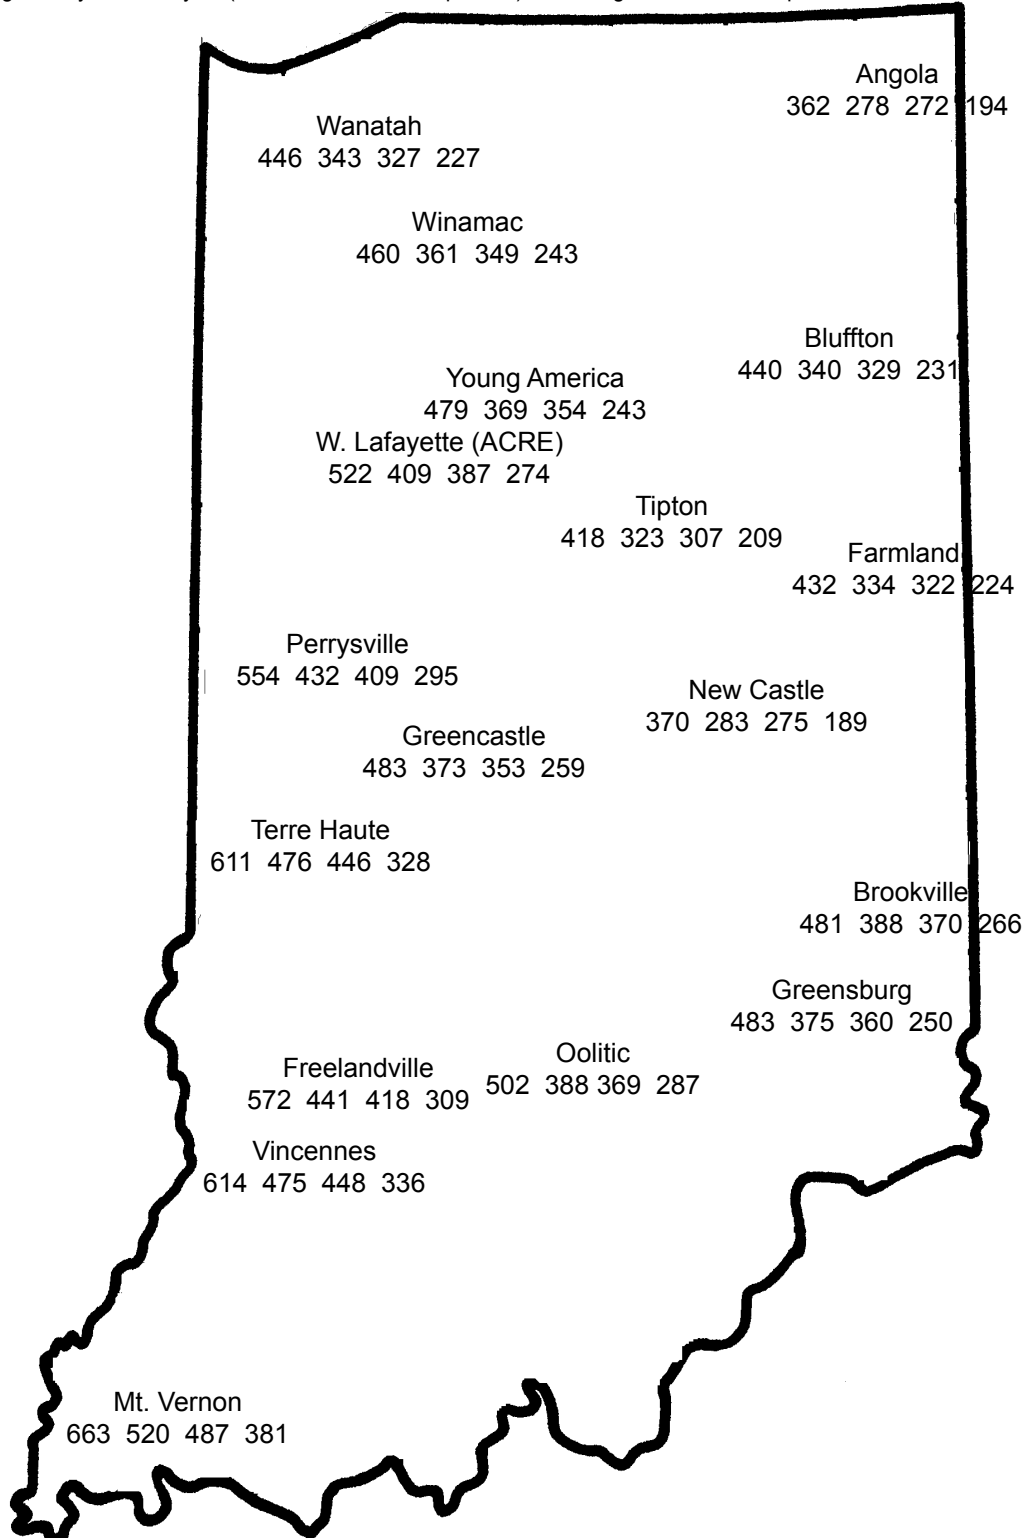 Angola
362 278 272 194
Wanatah
446 343 327 227
Winamac
460 361 349 243
Bluffton
440 340 329 231
Young America
479 369 354 243
W. Lafayette (ACRE)
522 409 387 274
Tipton
418 323 307 209
Farmland
432 334 322 224
Perrysville
554 432 409 295
New Castle
370 283 275 189
Greencastle
483 373 353 259
Terre Haute
611 476 446 328
Brookville
481 388 370 266
Greensburg
483 375 360 250
Oolitic
502 388 369 287
Freelandville
572 441 418 309
Vincennes
614 475 448 336
Mt. Vernon
663 520 487 381